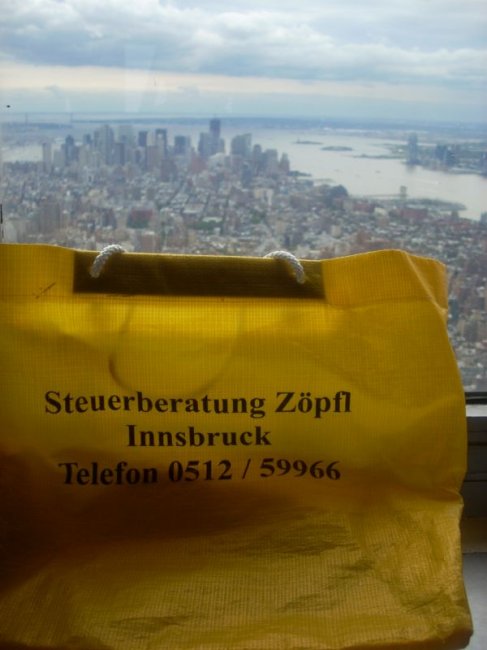 Steuerberatung Zöpfl
Innsbruck
Telefon 0512 / 59966